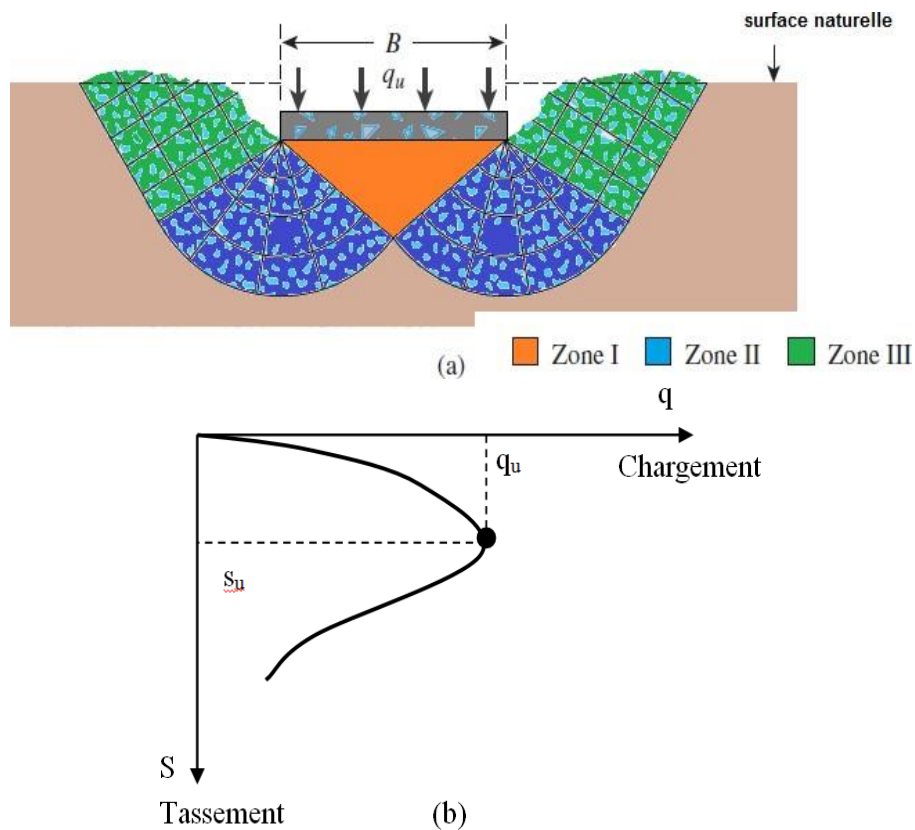 surface naturelle
B
qu
(a)
Zone I
Zone II
Zone III
q
qu
Chargement
su
S
Tassement
(b)